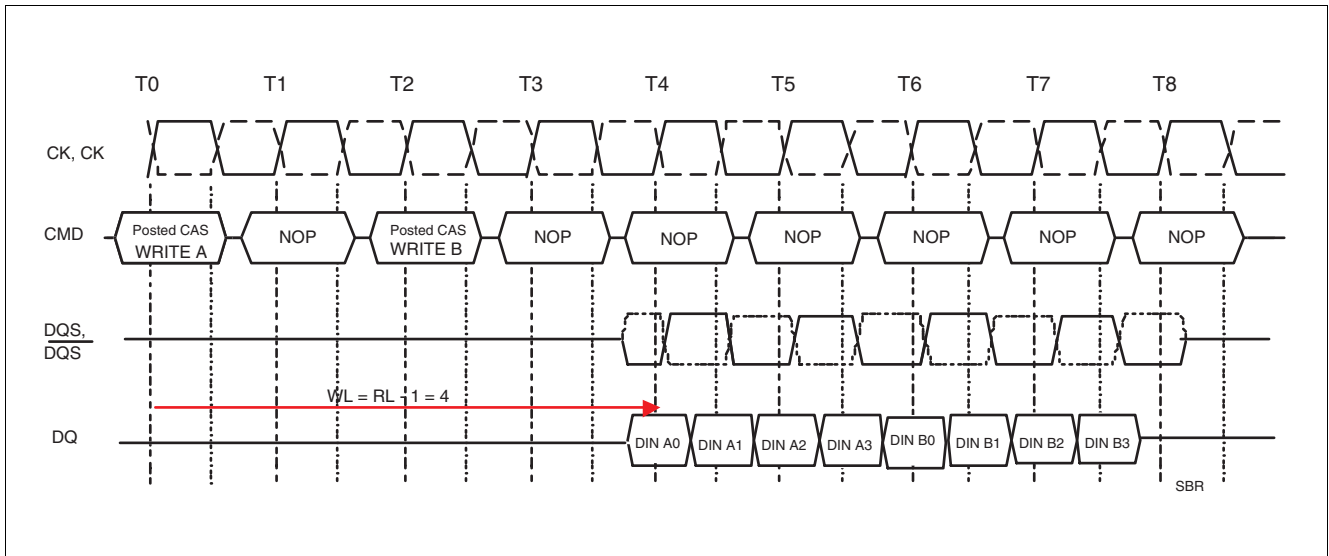 T0 T1 T2 T3 T4 T5 T6 T7 T8
CK, CK
CMD
Posted CAS
WRITE A
NOP
Posted CAS
WRITE B
NOP
NOP
NOP
NOP
NOP
NOP
DQS,
DQS
WL = RL - 1 = 4
DQ
DIN A0
DIN A1
DIN A2
DIN A3
DIN B0
DIN B1
DIN B2
DIN B3
SBR